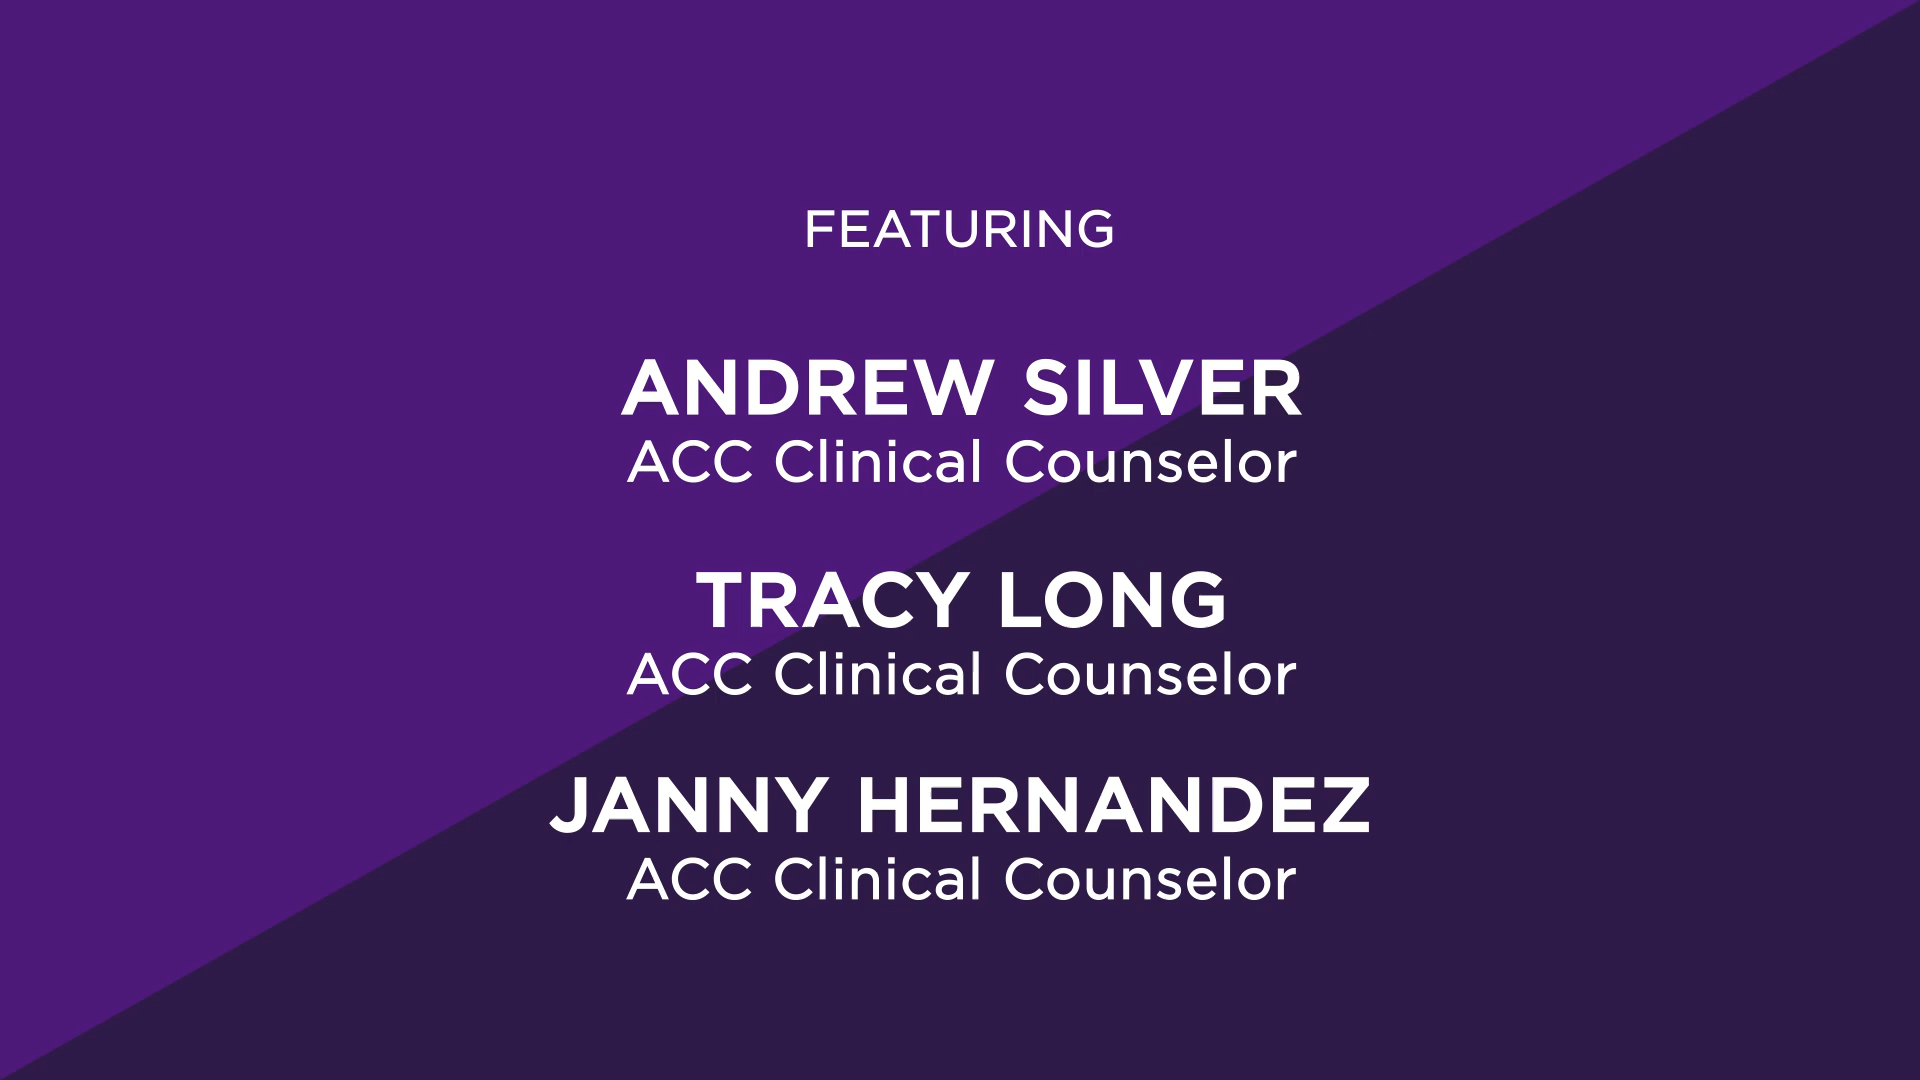 FEATURING
ANDREW SILVER
ACC Clinical Counselor
TRACY LONG
ACC Clinical Counselor
JANNY HERNANDEZ
ACC Clinical Counselor